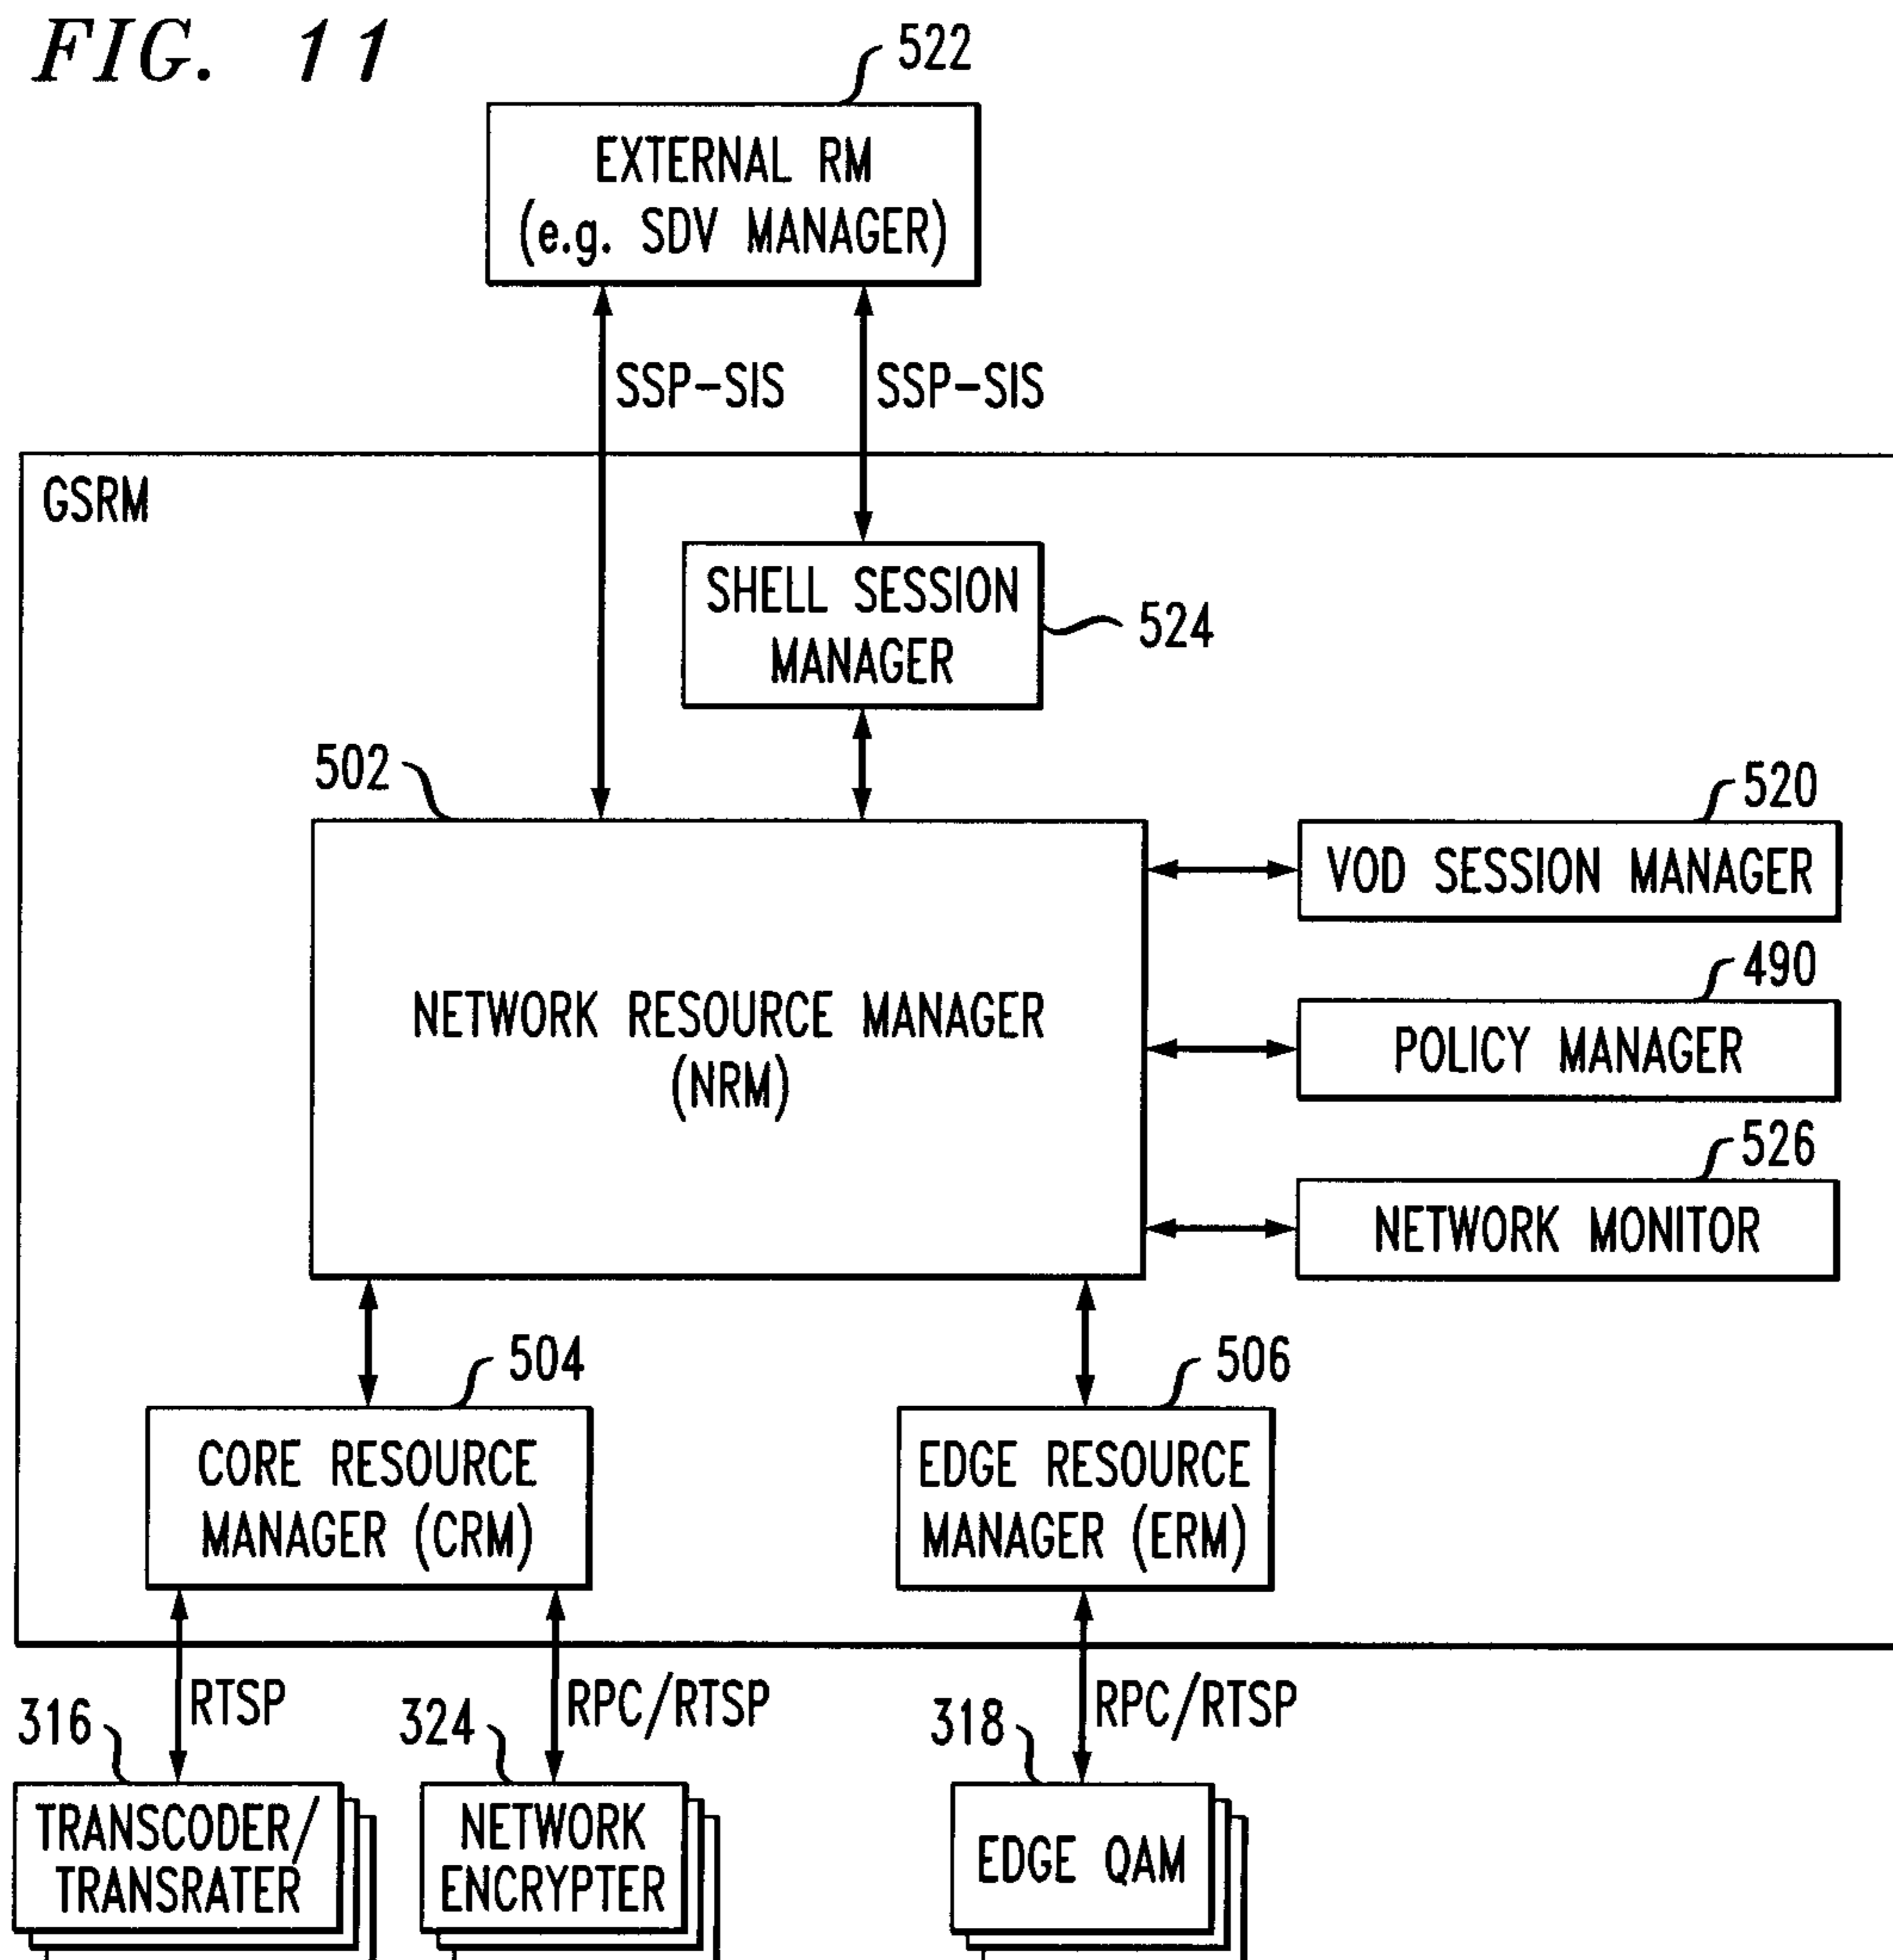 FIG. 11
522
EXTERNAL RM
(e.g. SDV MANAGER)
SSP-SIS
SSP-SIS
GSRM
SHELL SESSION
MANAGER
524
502
520
VOD SESSION MANAGER
490
NETWORK RESOURCE MANAGER
(NRM)
POLICY MANAGER
526
NETWORK MONITOR
504
506
CORE RESOURCE
MANAGER (CRM)
EDGE RESOURCE
MANAGER (ERM)
316
RTSP
324
RPC/RTSP
318
RPC/RTSP
TRANSCODER/
TRANSRATER
NETWORK
ENCRYPTER
EDGE QAM